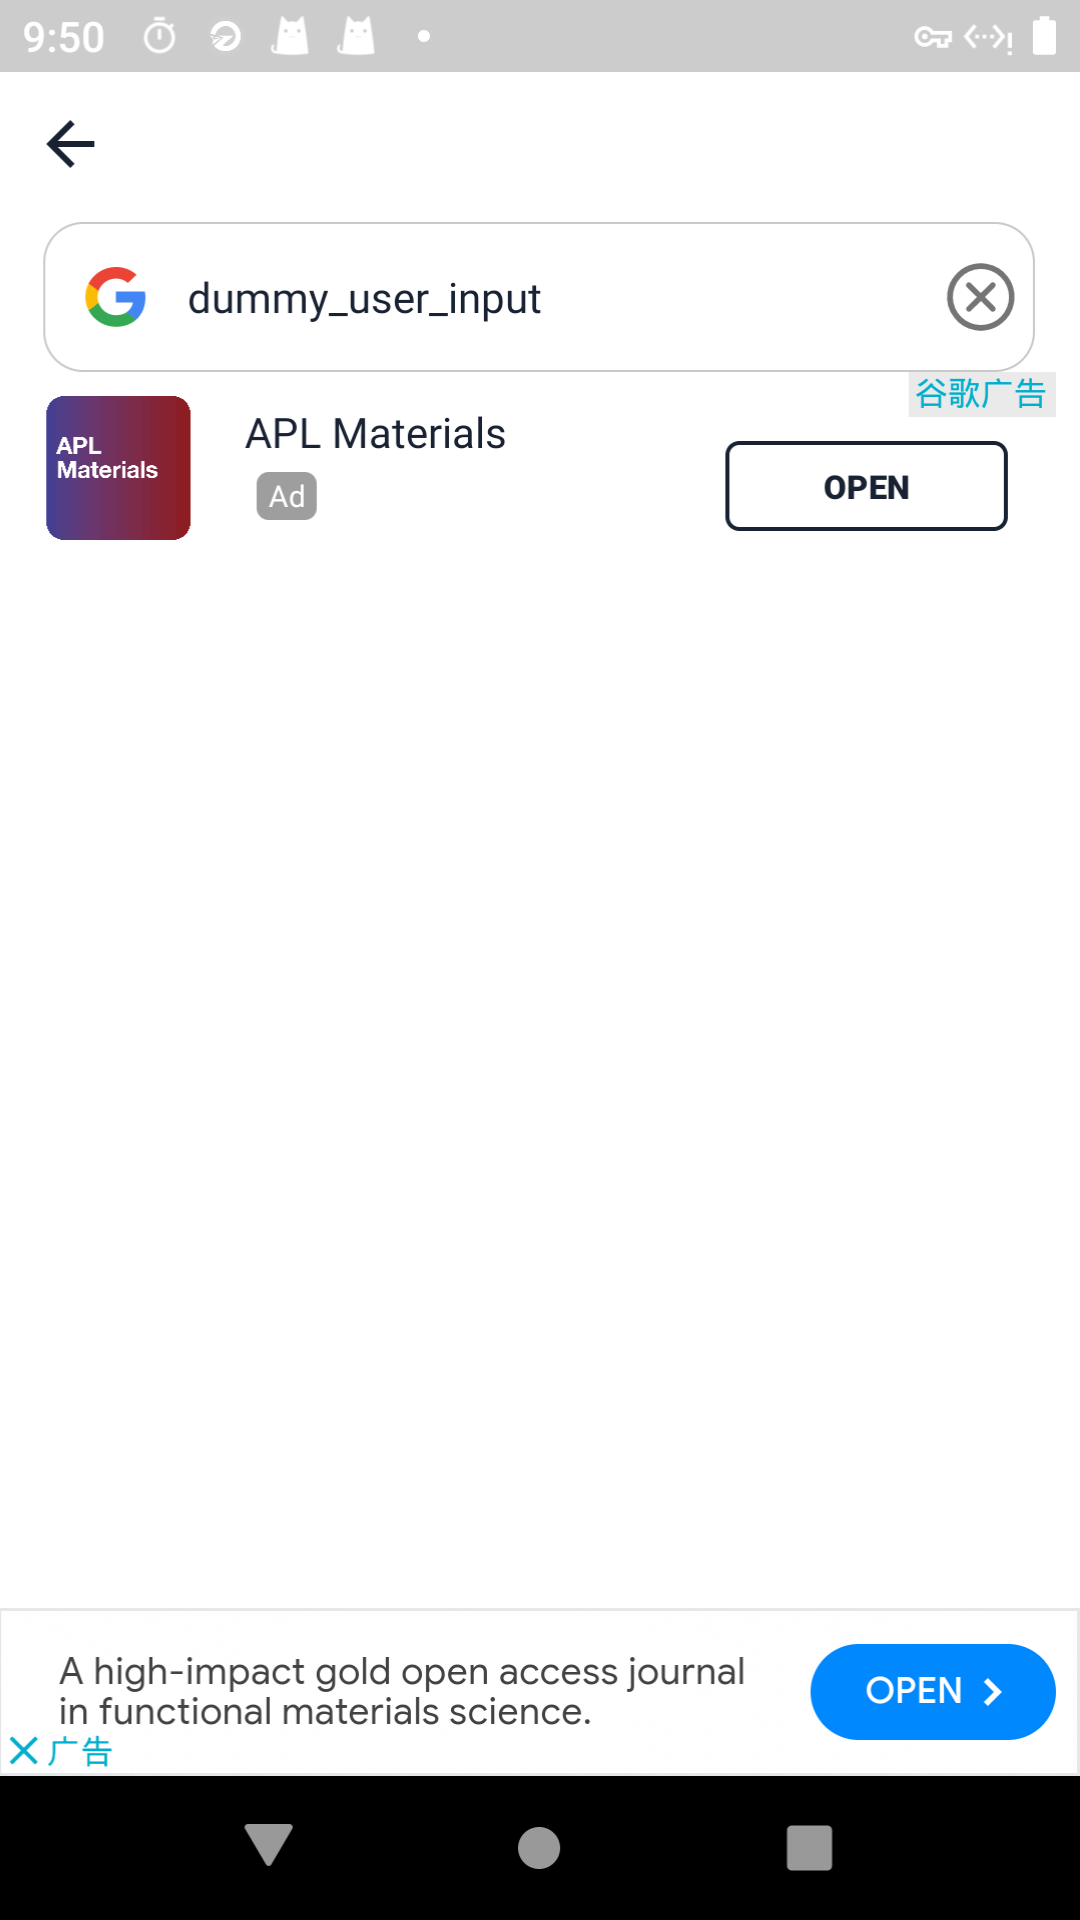 9:50
dummy_user_input
谷歌广告
APL
Materials
APL Materials
Ad
OPEN
A high-impact gold open access journal
in functional materials science.
OPEN
广告